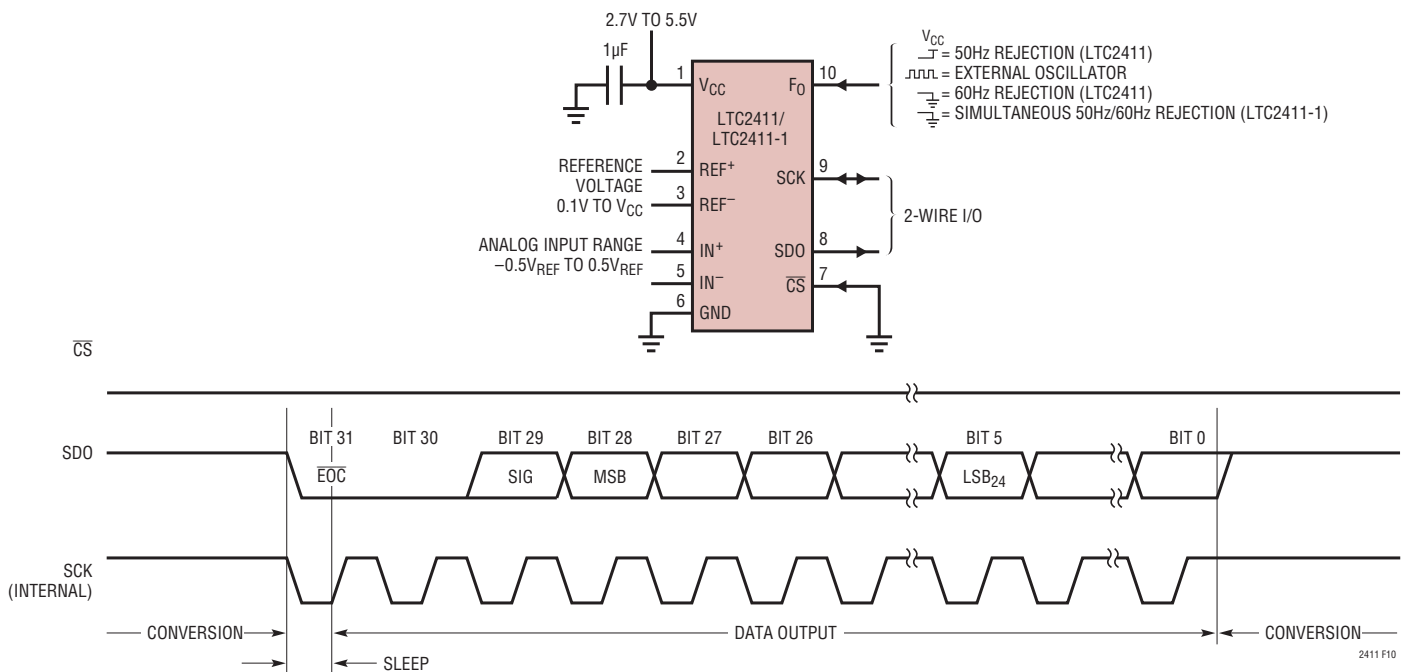 2.7V TO 5.5V
1µF
1
VCC
LTC2411/
LTC2411-1
FO
10
VCC
= 50Hz REJECTION (LTC2411)
= EXTERNAL OSCILLATOR
= 60Hz REJECTION (LTC2411)
= SIMULTANEOUS 50Hz/60Hz REJECTION (LTC2411-1)
REFERENCE
VOLTAGE
0.1V TO VCC
2
REF+
3
REF–
SCK
9
2-WIRE I/O
ANALOG INPUT RANGE
–0.5VREF TO 0.5VREF
4
IN+
5
IN–
6
GND
SDO
8
CS
7
CS
SDO
BIT 31
BIT 30
BIT 29
BIT 28
BIT 27
BIT 26
BIT 5
BIT 0
EOC
SIG
MSB
LSB24
SCK
(INTERNAL)
CONVERSION
DATA OUTPUT
CONVERSION
SLEEP
2411 F10